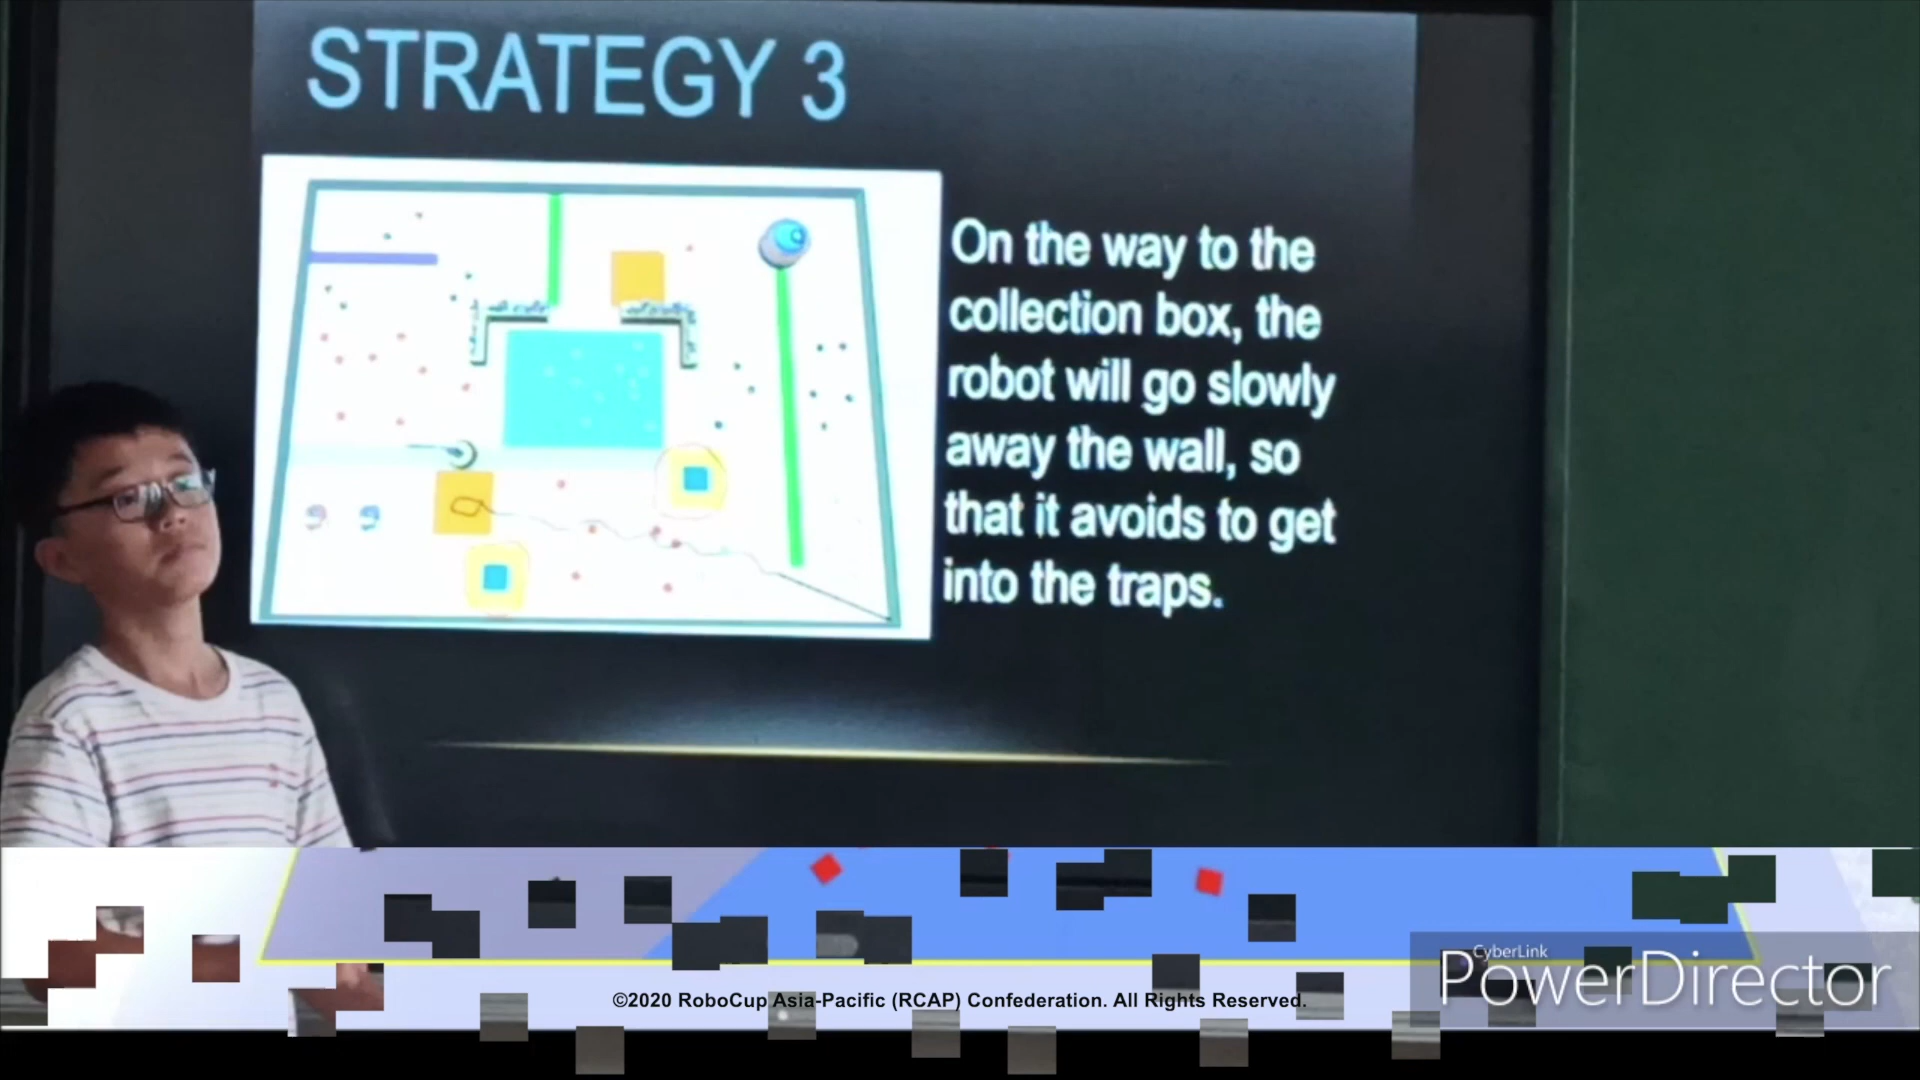 STRATEGY 3
On the way to the
collection box, the
robot will go slowly
away the wall, so
that it avoids to get
into the traps.
©2020 RoboCup Asia-Pacific (RCAP) Confederation. All Rights Reserved.
CyberLink
PowerDirector